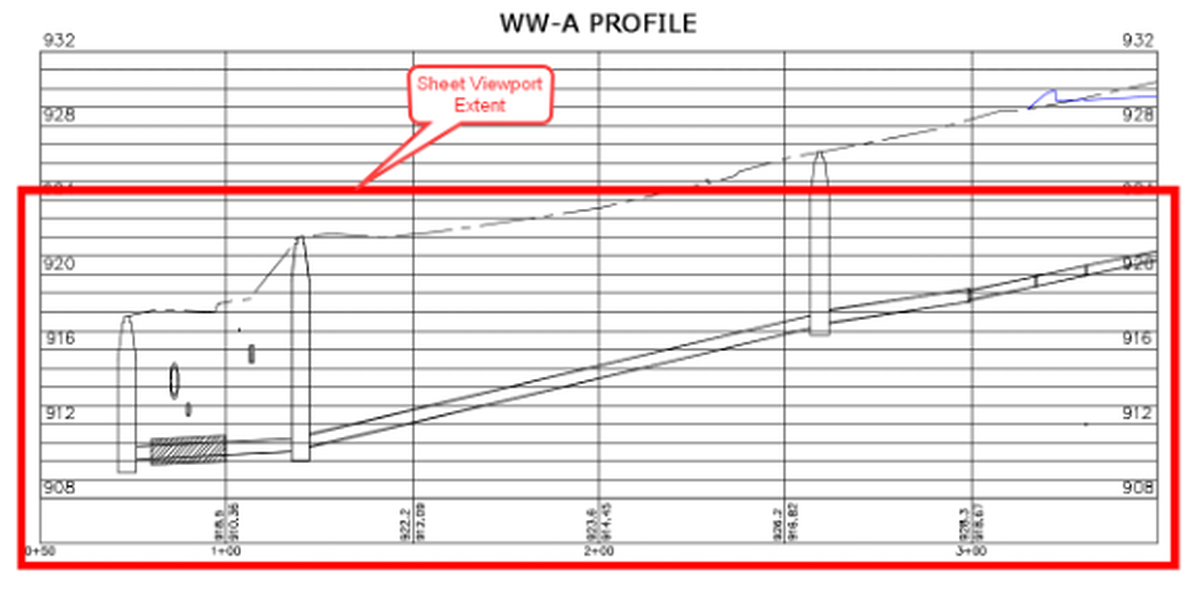 WW-A PROFILE
932 932
Sheet Viewport
Extent
928 928
920 920
916 916
912 912
908 908
918.5 910.36 922.2 912.09 923.6 914.45 926.2 916.82 928.3 918.67
0+50 1+00 2+00 3+00